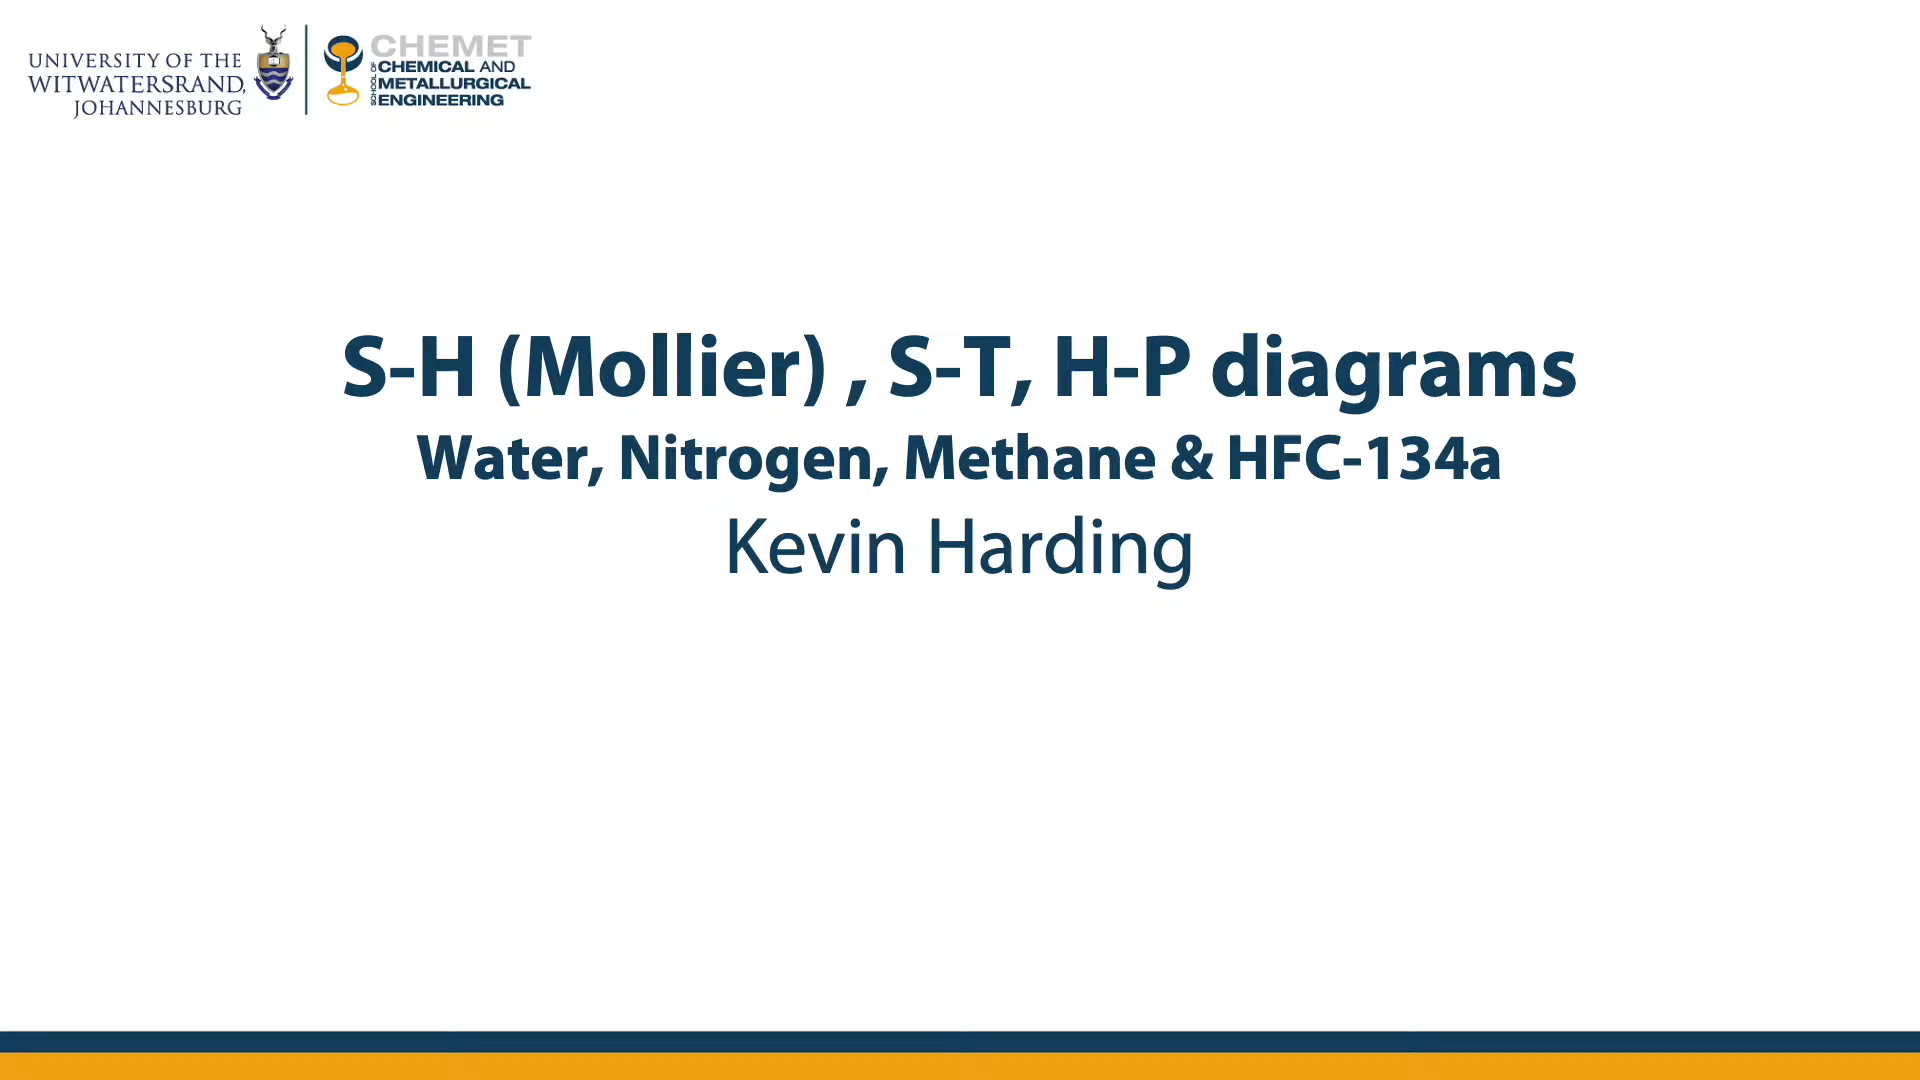 UNIVERSITY OF THE
WITWATERSRAND,
JOHANNESBURG
CHEMET
SCHOOL OF
CHEMICAL AND
METALLURGICAL
ENGINEERING
S-H (Mollier) , S-T, H-P diagrams
Water, Nitrogen, Methane & HFC-134a
Kevin Harding